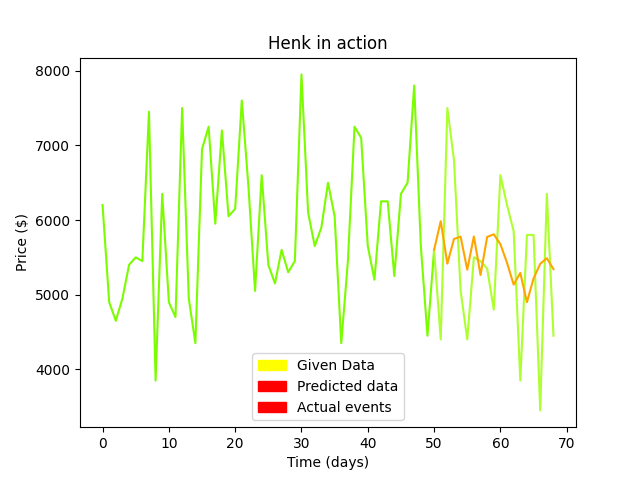 Henk in action
8000
7000
6000
5000
4000
Price ($)
Given Data
Predicted data
Actual events
0 10 20 30 40 50 60 70
Time (days)